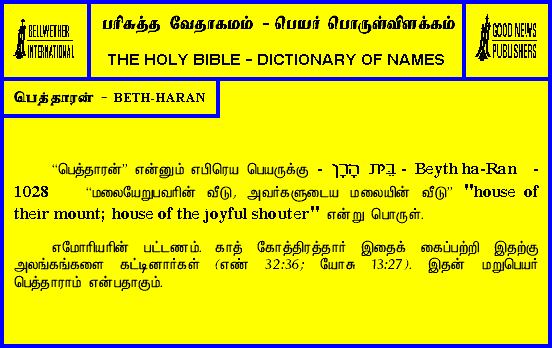 BELLWETHER
INTERNATIONAL
பரிசுத்த வேதாகமம் - பெயர் பொருள்விளக்கம்
THE HOLY BIBLE - DICTIONARY OF NAMES
GOOD NEWS
PUBLISHERS
பெத்தாரன் - BETH-HARAN
“பெத்தாரன்” என்னும் எபிரெய பெயருக்கு - בֵּית הָרָן - Beyth ha-Ran -
1028 “மலையேறுபவரின் வீடு, அவர்களுடைய மலையின் வீடு” "house of
their mount; house of the joyful shouter" என்று பொருள்.
எமோரியரின் பட்டணம். காத் கோத்திரத்தார் இதைக் கைப்பற்றி இதற்கு
அலங்கங்களை கட்டினார்கள் (எண் 32:36; யோசு 13:27). இதன் மறுபெயர்
பெத்தாராம் என்பதாகும்.